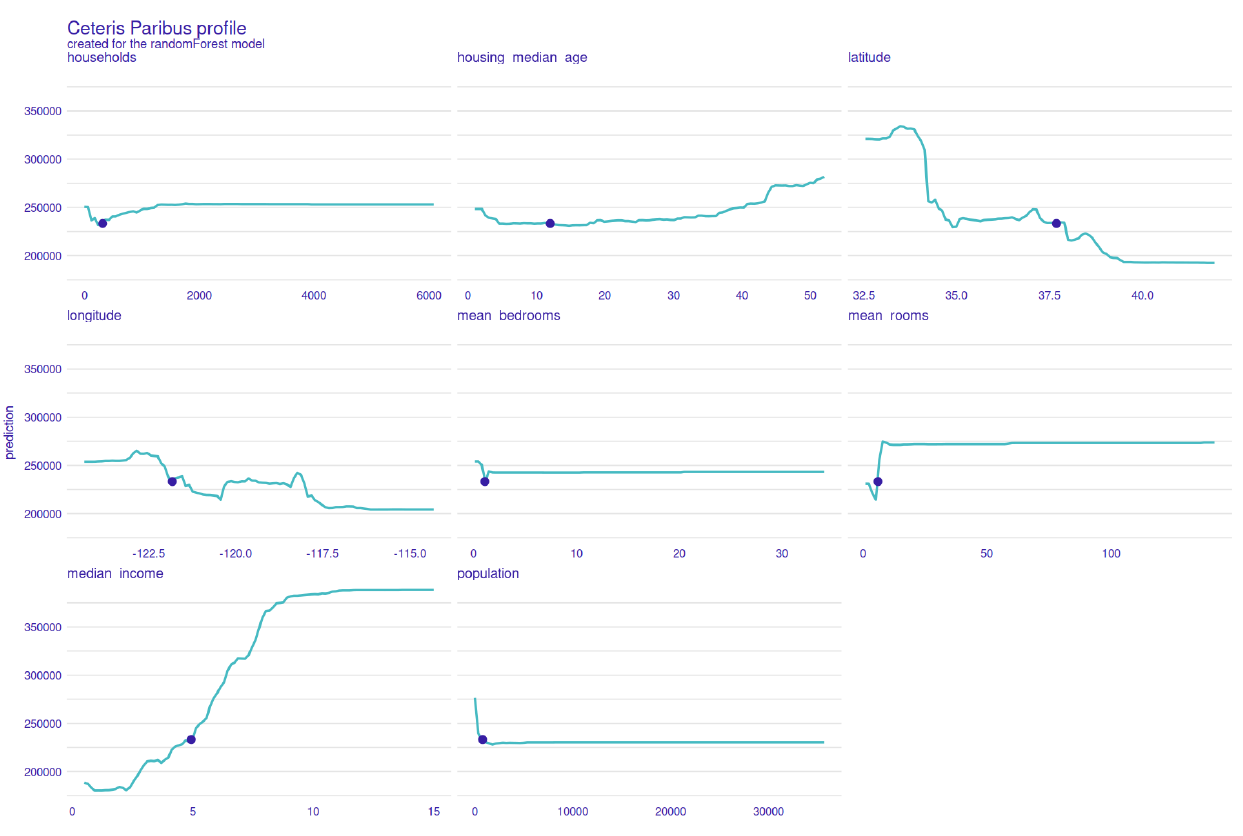 Ceteris Paribus profile
created for the randomForest model
households housing median age latitude
350000
300000
250000
200000
0 2000 4000 6000 0 10 20 30 40 50 32.5 35.0 37.5 40.0
longitude mean bedrooms mean rooms
350000
300000
250000
200000
prediction
-122.5 -120.0 -117.5 -115.0 0 10 20 30 0 50 100
median income population
350000
300000
250000
200000
0 5 10 15 0 10000 20000 30000